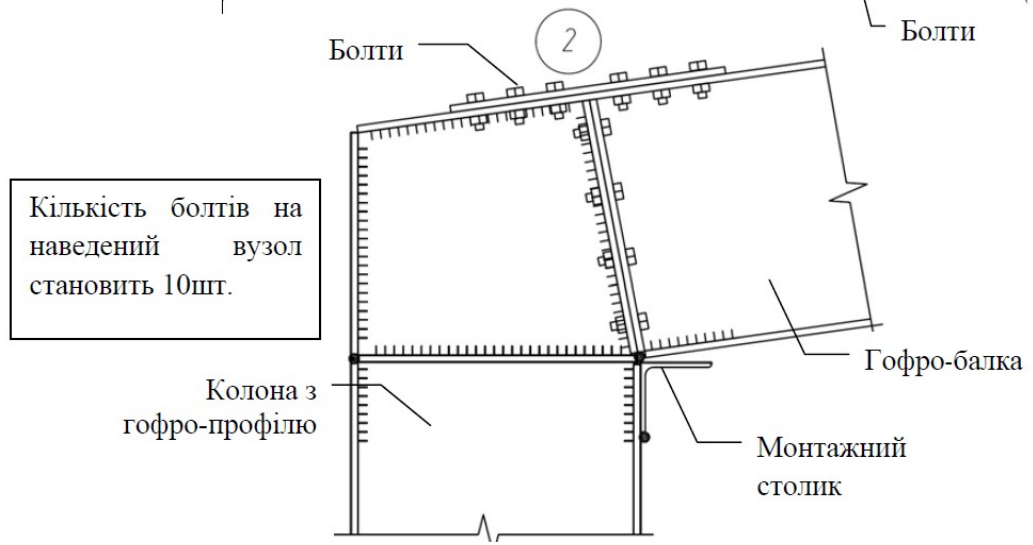 Болти
2
Болти
Кількість болтів на
наведений вузол
становить 10шт.
Гофро-балка
Колона з
гофро-профілю
Монтажний
столик